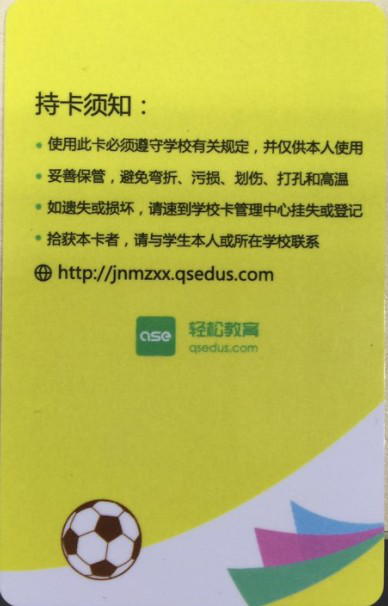 持卡须知：
• 使用此卡必须遵守学校有关规定，并仅供本人使用
• 妥善保管，避免弯折、污损、划伤、打孔和高温
• 如遗失或损坏，请速到学校卡管理中心挂失或登记
• 拾获本卡者，请与学生本人或所在学校联系
http://jnmzxx.qsedus.com
qse 轻松教育
qsedus.com